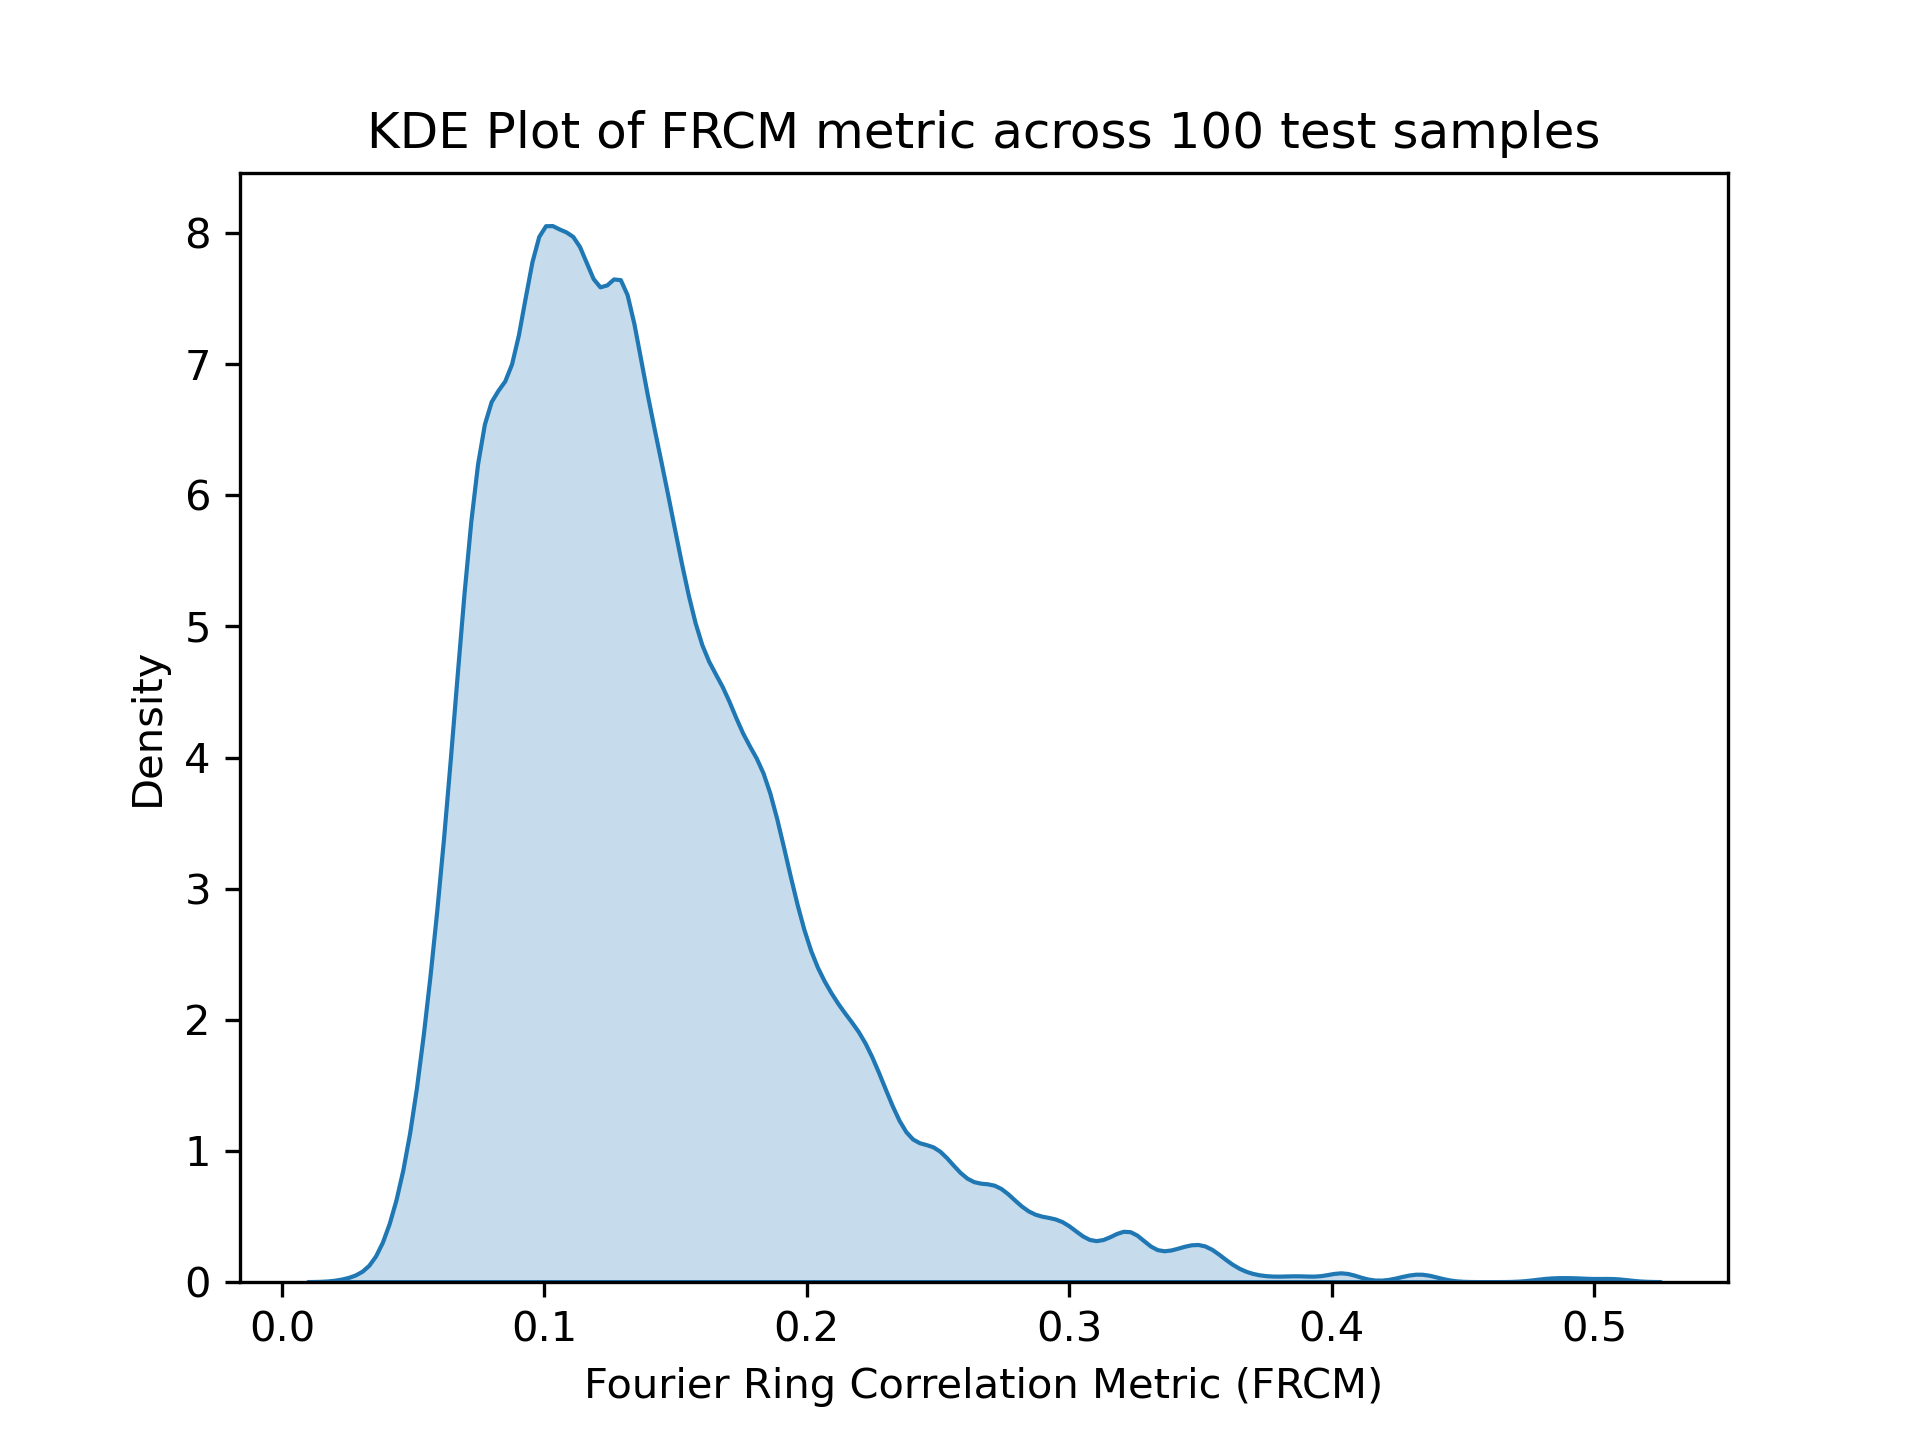 KDE Plot of FRCM metric across 100 test samples
8
7
6
5
4
3
2
1
0
Density
0.0 0.1 0.2 0.3 0.4 0.5
Fourier Ring Correlation Metric (FRCM)